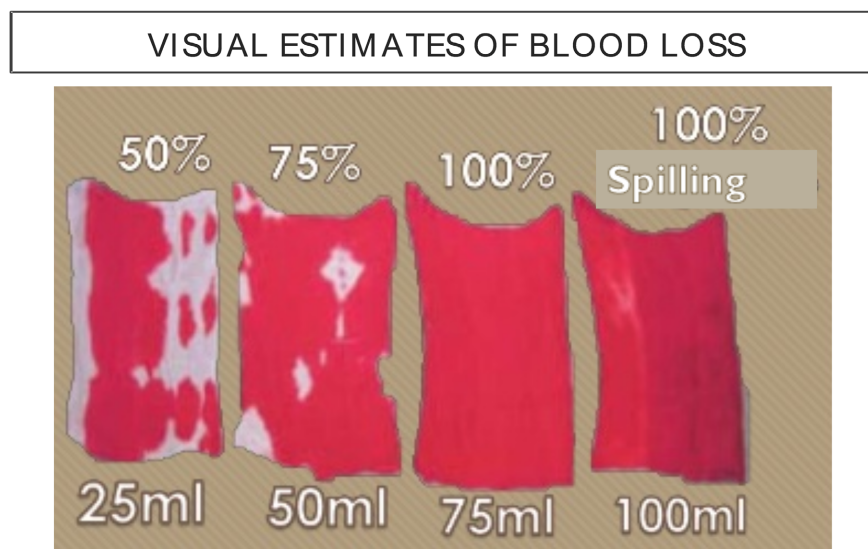 VISUAL ESTIMATES OF BLOOD LOSS
50% 75% 100% 100%
Spilling
25ml 50ml 75ml 100ml